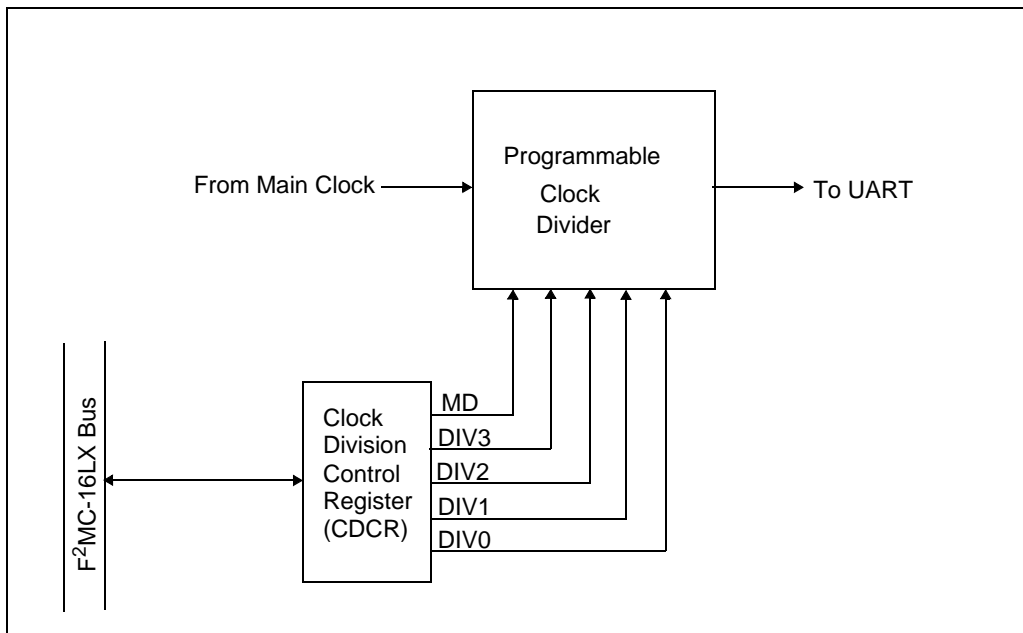 Programmable
Clock
Divider
From Main Clock
To UART
F²MC-16LX Bus
Clock
Division
Control
Register
(CDCR)
MD
DIV3
DIV2
DIV1
DIV0